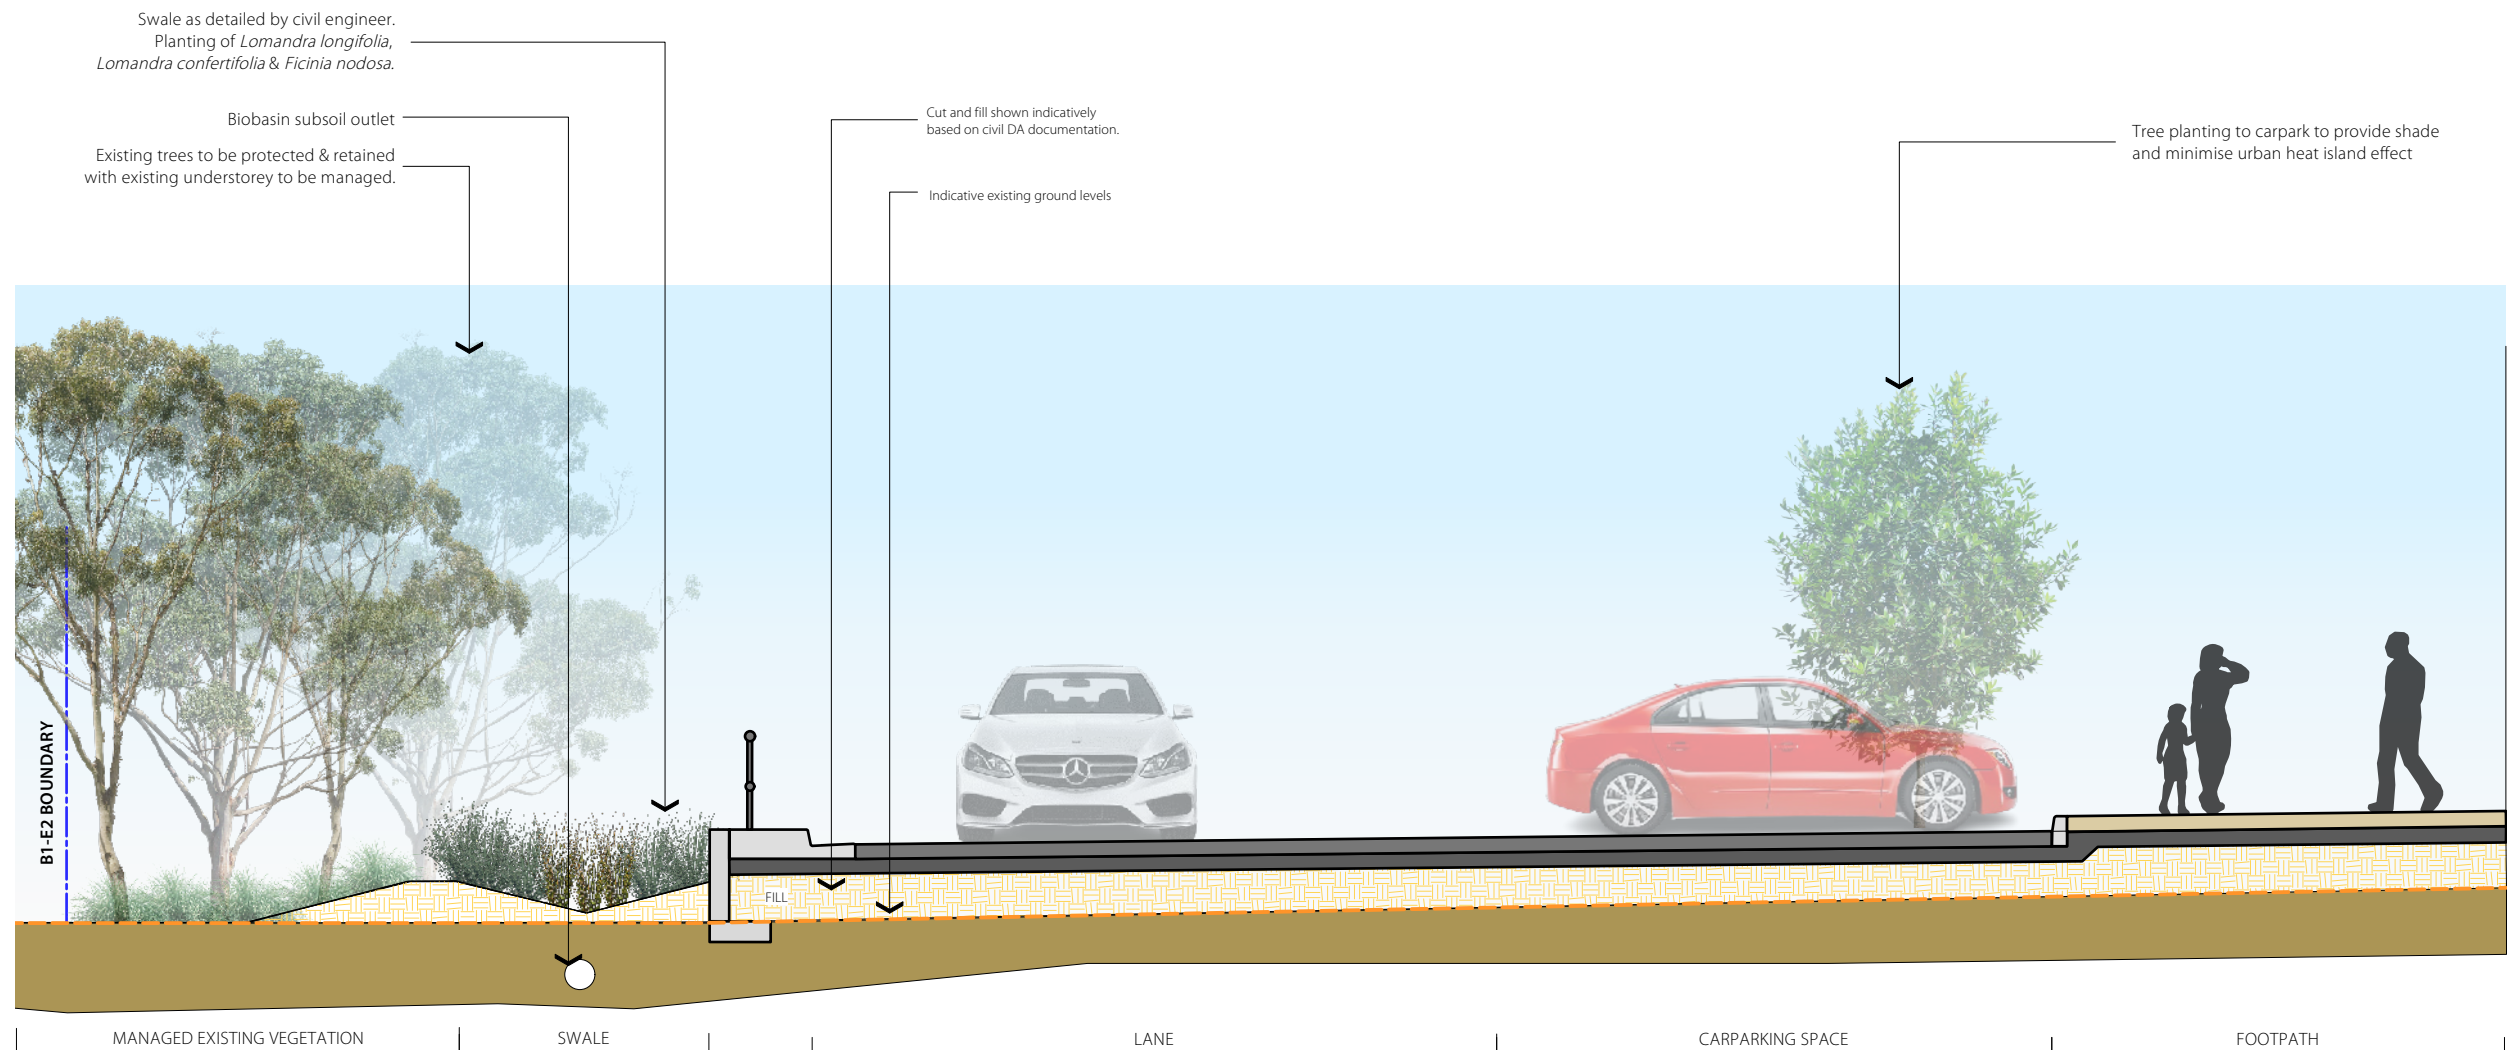 Swale as detailed by civil engineer.
Planting of Lomandra longifolia,
Lomandra confertifolia & Ficinia nodosa.
Biobasin subsoil outlet
Existing trees to be protected & retained
with existing understorey to be managed.
Cut and fill shown indicatively
based on civil DA documentation.
Indicative existing ground levels
Tree planting to carpark to provide shade
and minimise urban heat island effect
B1-E2 BOUNDARY
FILL
MANAGED EXISTING VEGETATION
SWALE
LANE
CARPARKING SPACE
FOOTPATH